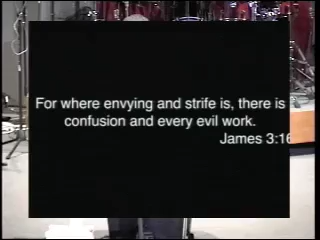 For where envying and strife is, there is
confusion and every evil work.
James 3:16